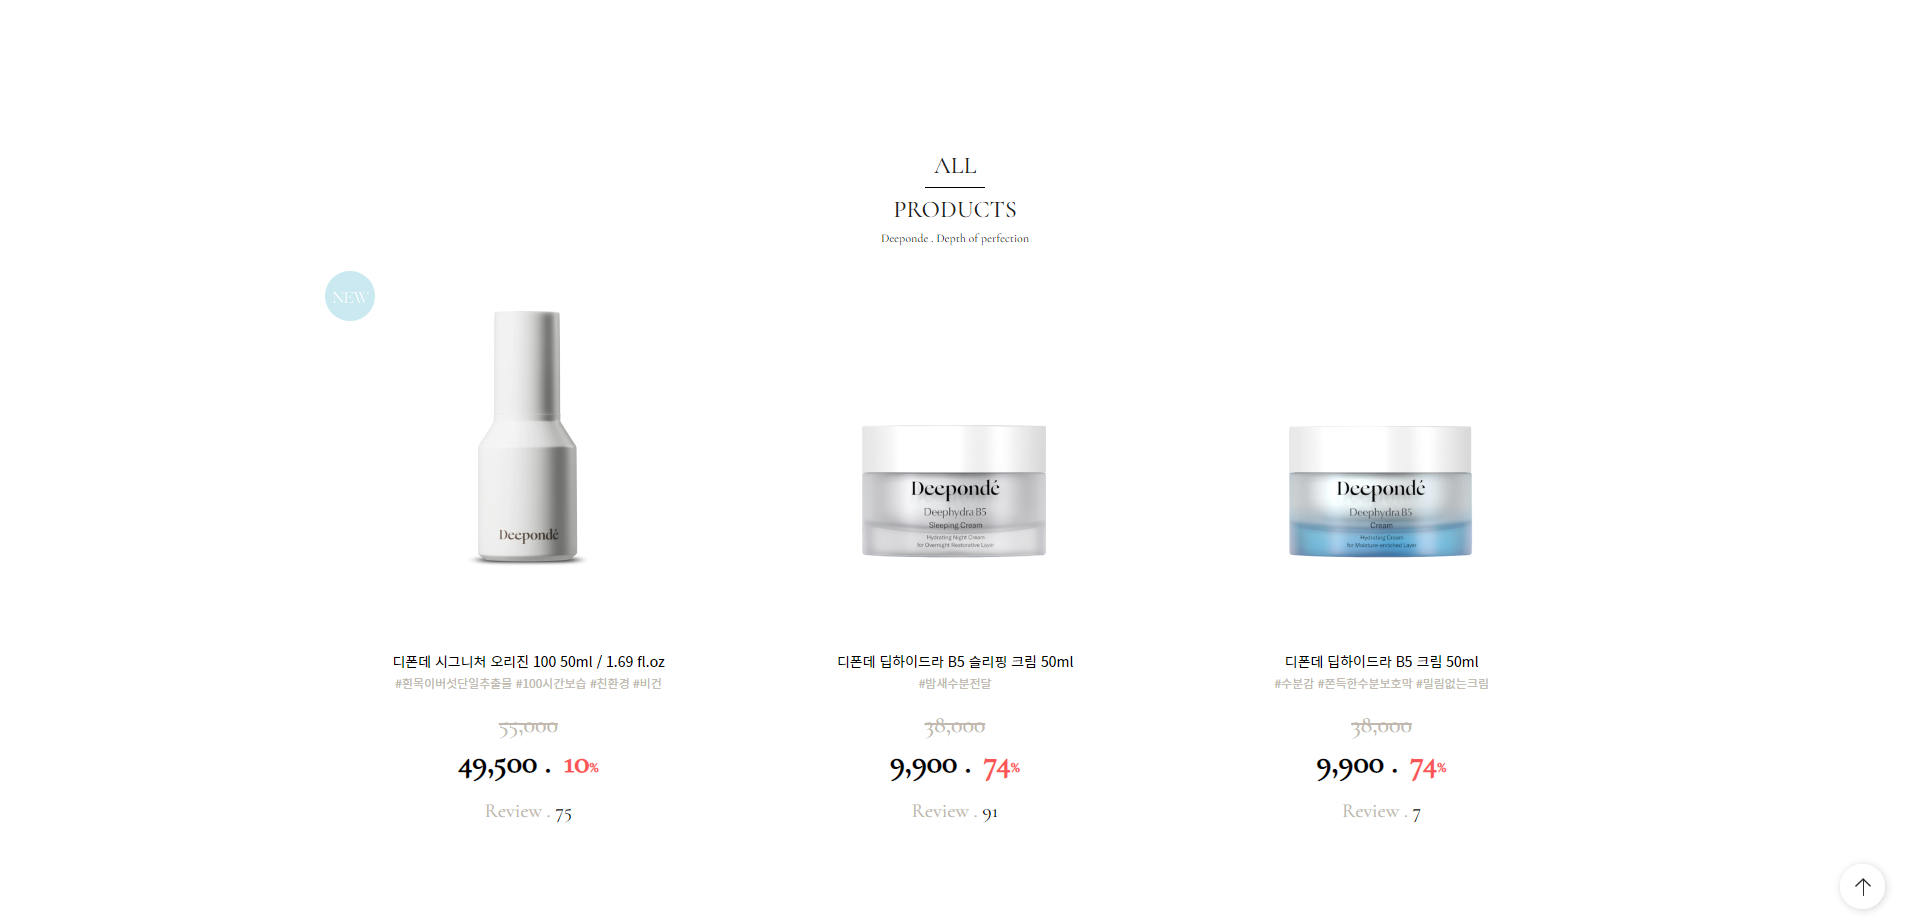 ALL
PRODUCTS
Deeponde . Depth of perfection
NEW
Deepondé
Deepondé
Deephydra B5
Sleeping Cream
Hydrating Night Cream
for Overnight Restorative Layer
Deepondé
Deephydra B5
Cream
Hydrating Cream
for Moisture-enriched Layer
디폰데 시그니처 오리진 100 50ml / 1.69 fl.oz
#흰목이버섯단일추출물 #100시간보습 #친환경 #비건
55,000
49,500 . 10%
Review . 75
디폰데 딥하이드라 B5 슬리핑 크림 50ml
#밤새수분전달
38,000
9,900 . 74%
Review . 91
디폰데 딥하이드라 B5 크림 50ml
#수분감 #쫀득한수분보호막 #밀림없는크림
38,000
9,900 . 74%
Review . 7